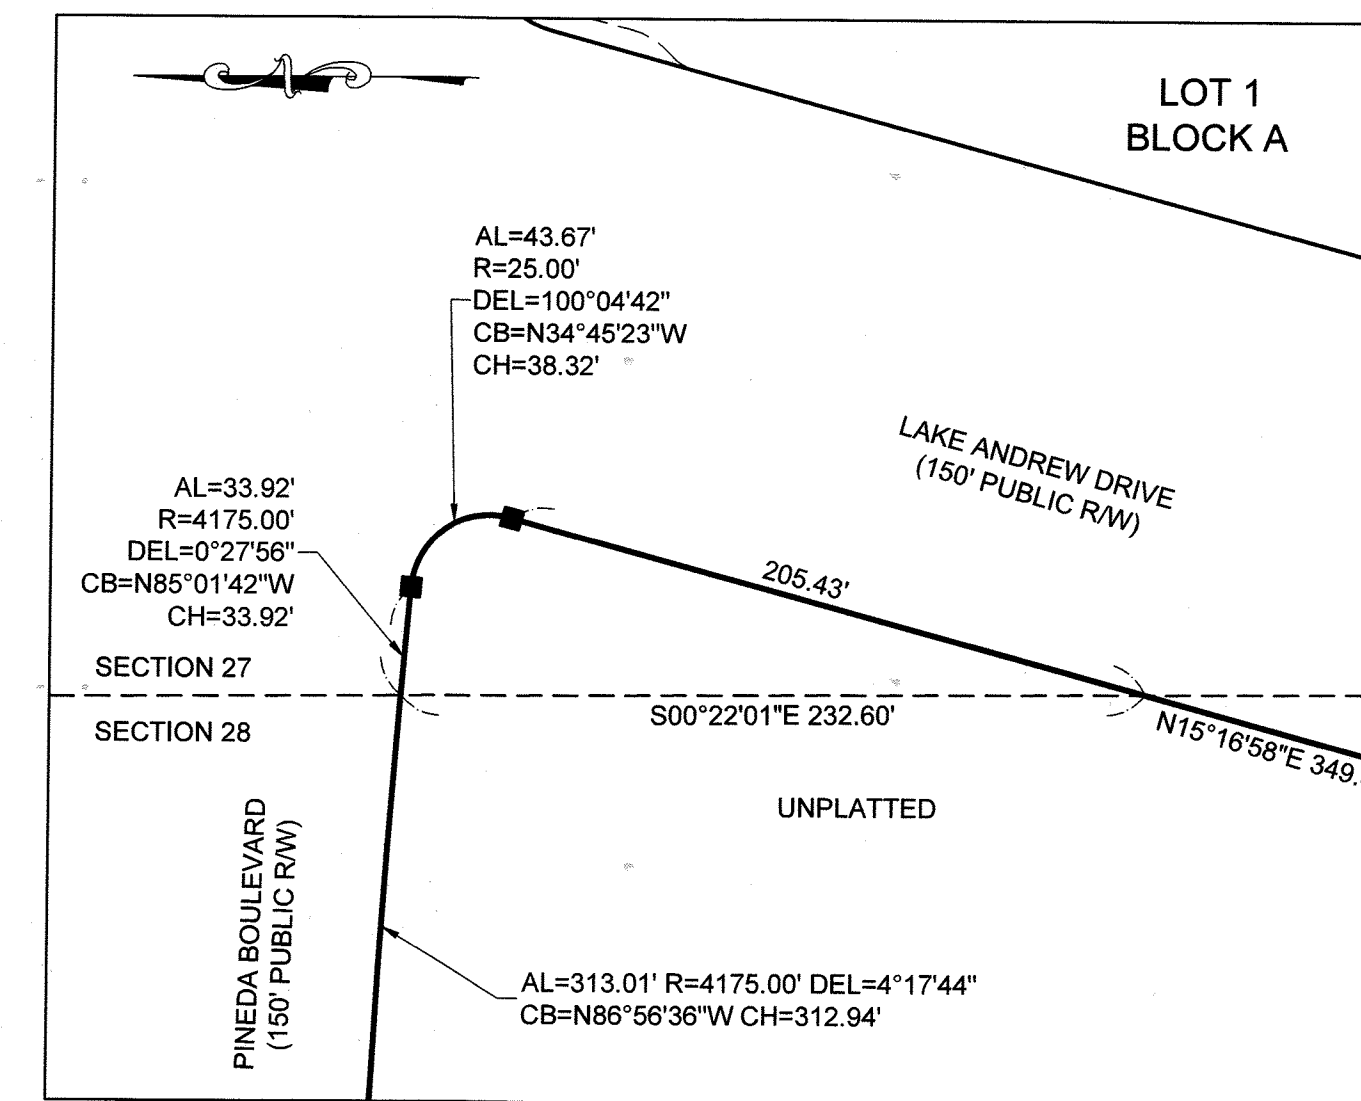 LOT 1
BLOCK A
AL=43.67'
R=25.00'
DEL=100°04'42"
CB=N34°45'23"W
CH=38.32'
LAKE ANDREW DRIVE
(150' PUBLIC R/W)
AL=33.92'
R=4175.00'
DEL=0°27'56"
CB=N85°01'42"W
CH=33.92'
205.43'
SECTION 27
SECTION 28
S00°22'01"E 232.60'
N15°16'58"E 349.
UNPLATTED
PINEDA BOULEVARD
(150' PUBLIC R/W)
AL=313.01' R=4175.00' DEL=4°17'44"
CB=N86°56'36"W CH=312.94'